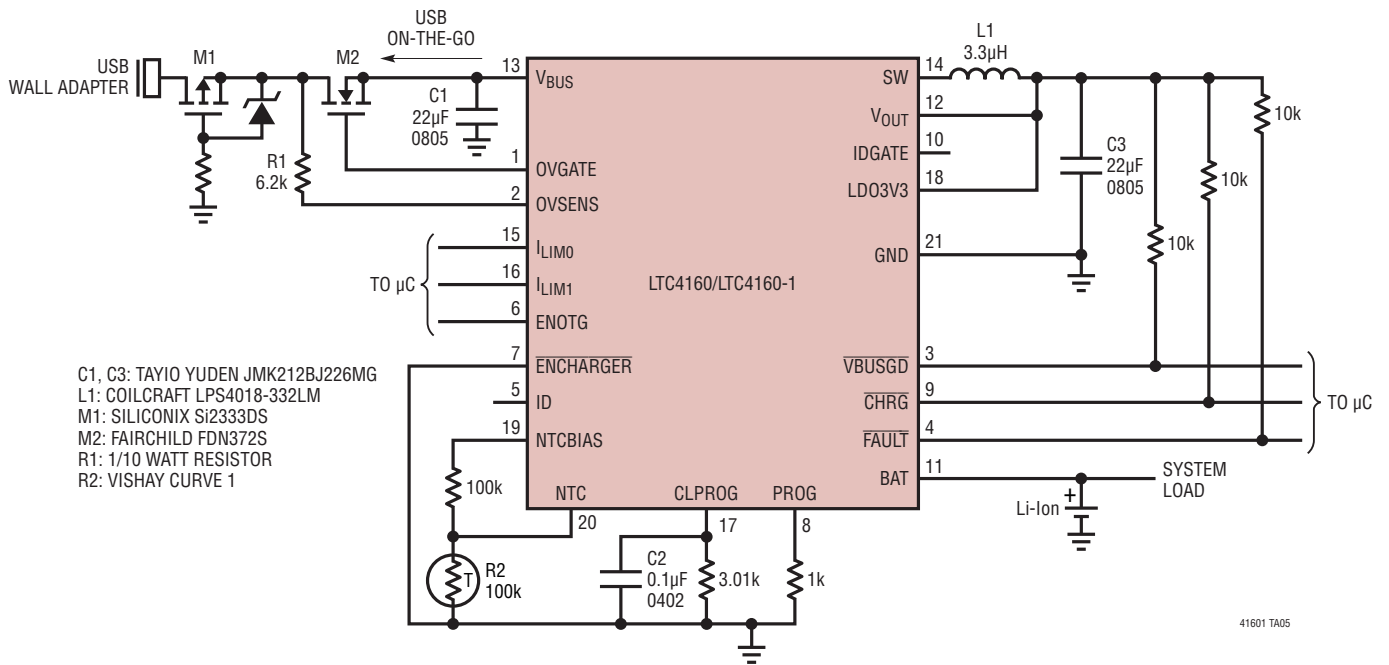 USB
ON-THE-GO
USB
WALL ADAPTER
M1
M2
R1
6.2k
C1
22µF
0805
13
VBUS
1
OVGATE
2
OVSENS
15
ILIM0
16
ILIM1
6
ENOTG
TO µC
7
ENCHARGER
5
ID
19
NTCBIAS
100k
NTC
20
CLPROG
17
PROG
8
R2
100k
T
C2
0.1µF
0402
3.01k
1k
LTC4160/LTC4160-1
L1
3.3µH
14
SW
12
VOUT
10
IDGATE
18
LDO3V3
21
GND
C3
22µF
0805
10k
10k
10k
3
VBUSGD
9
CHRG
4
FAULT
TO µC
11
BAT
Li-Ion
+
SYSTEM
LOAD
C1, C3: TAYIO YUDEN JMK212BJ226MG
L1: COILCRAFT LPS4018-332LM
M1: SILICONIX Si2333DS
M2: FAIRCHILD FDN372S
R1: 1/10 WATT RESISTOR
R2: VISHAY CURVE 1
41601 TA05